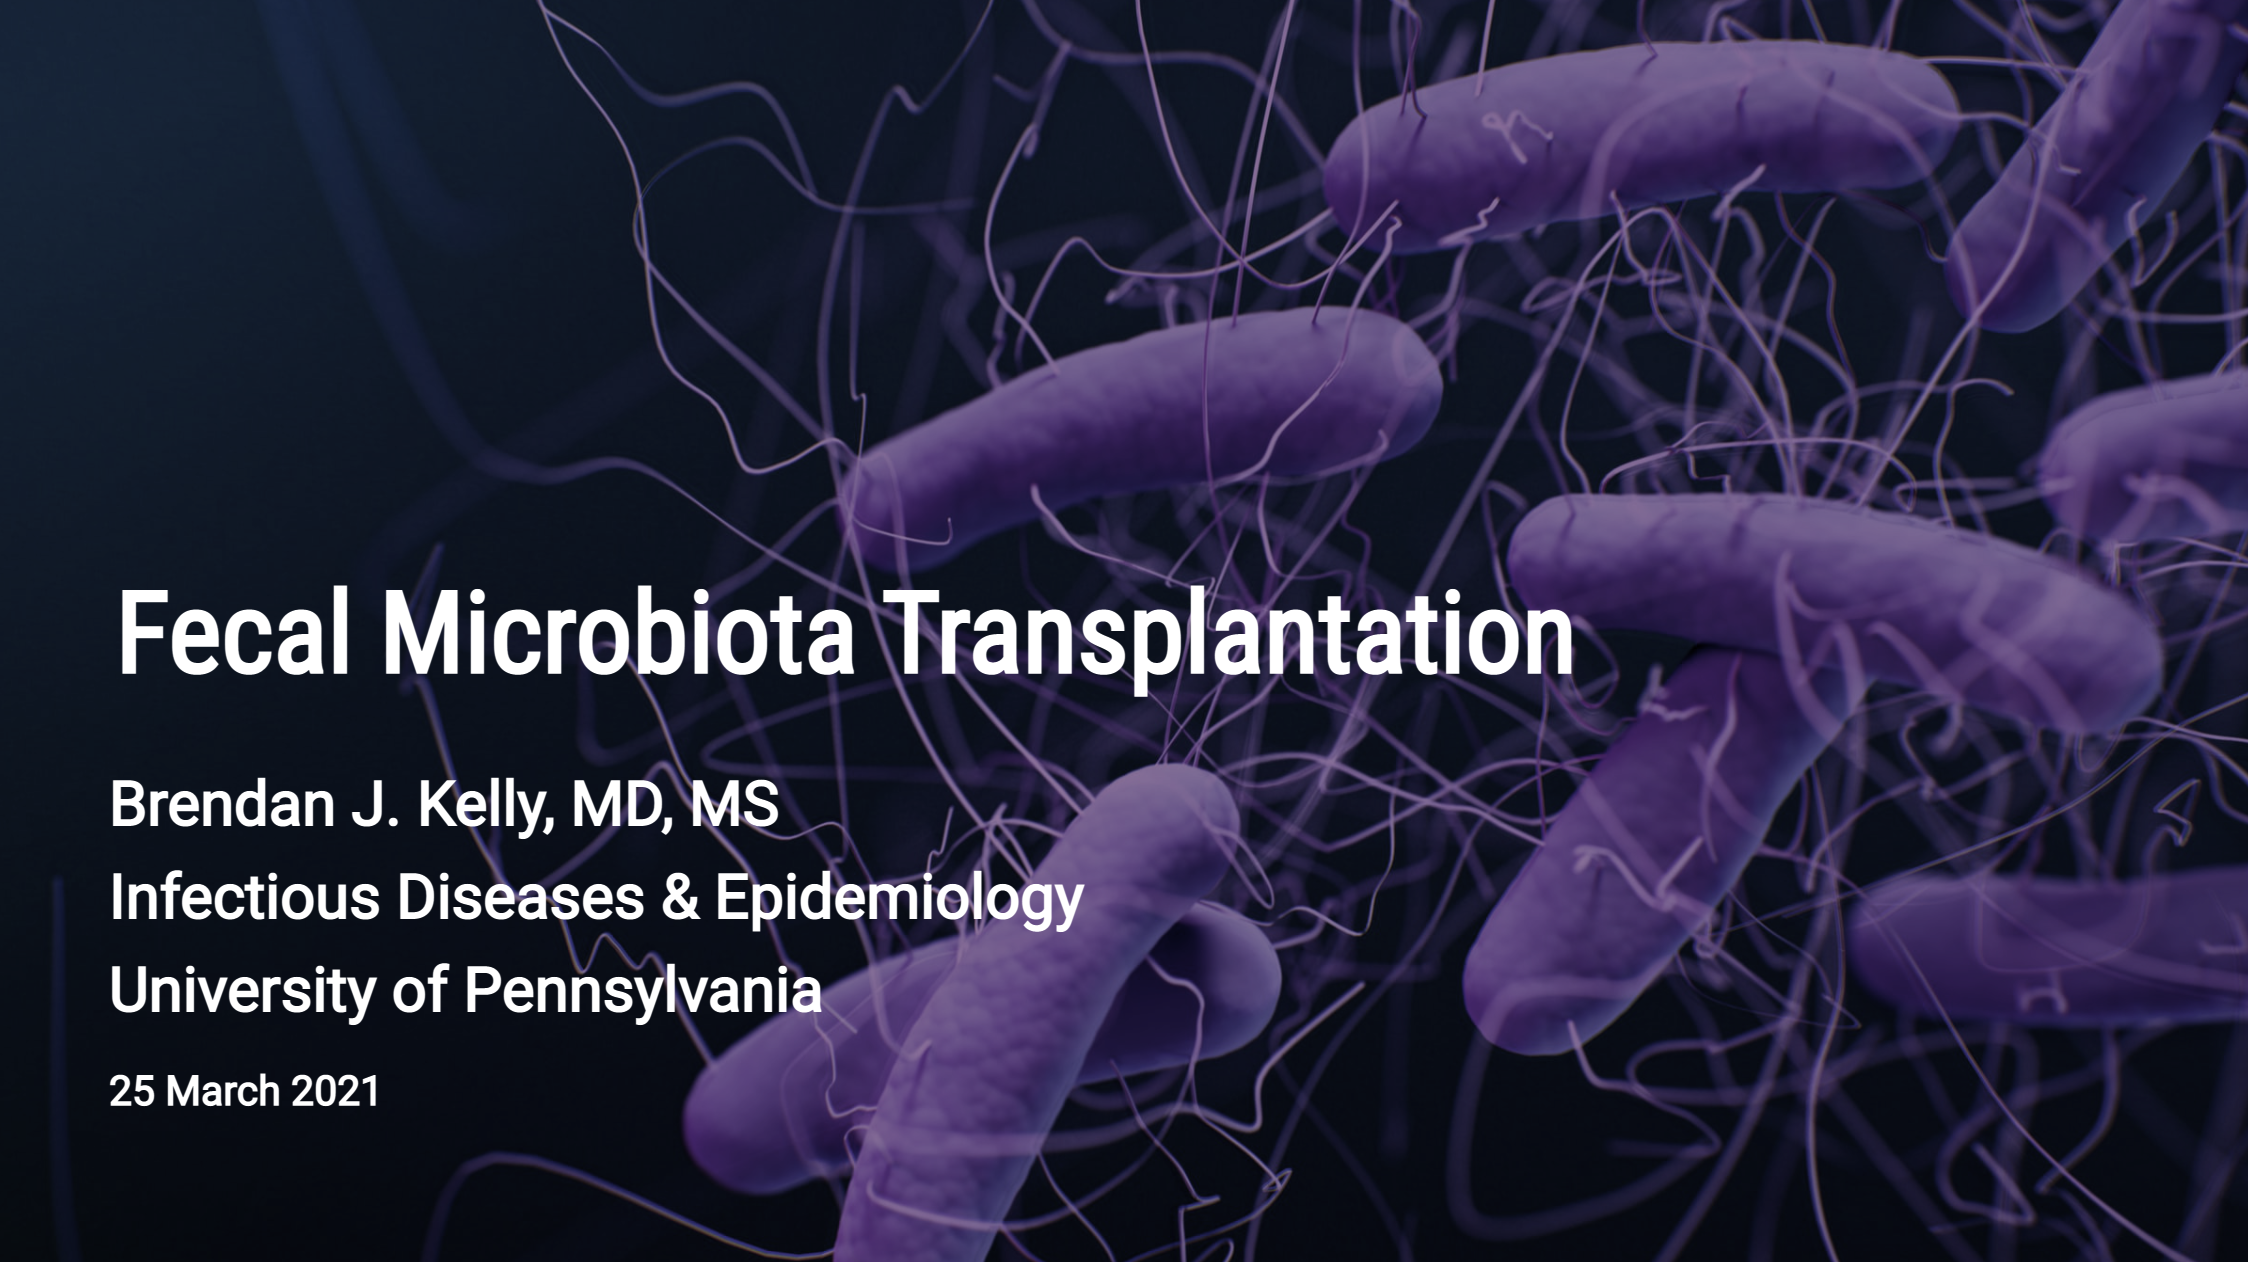 Fecal Microbiota Transplantation
Brendan J. Kelly, MD, MS
Infectious Diseases & Epidemiology
University of Pennsylvania
25 March 2021